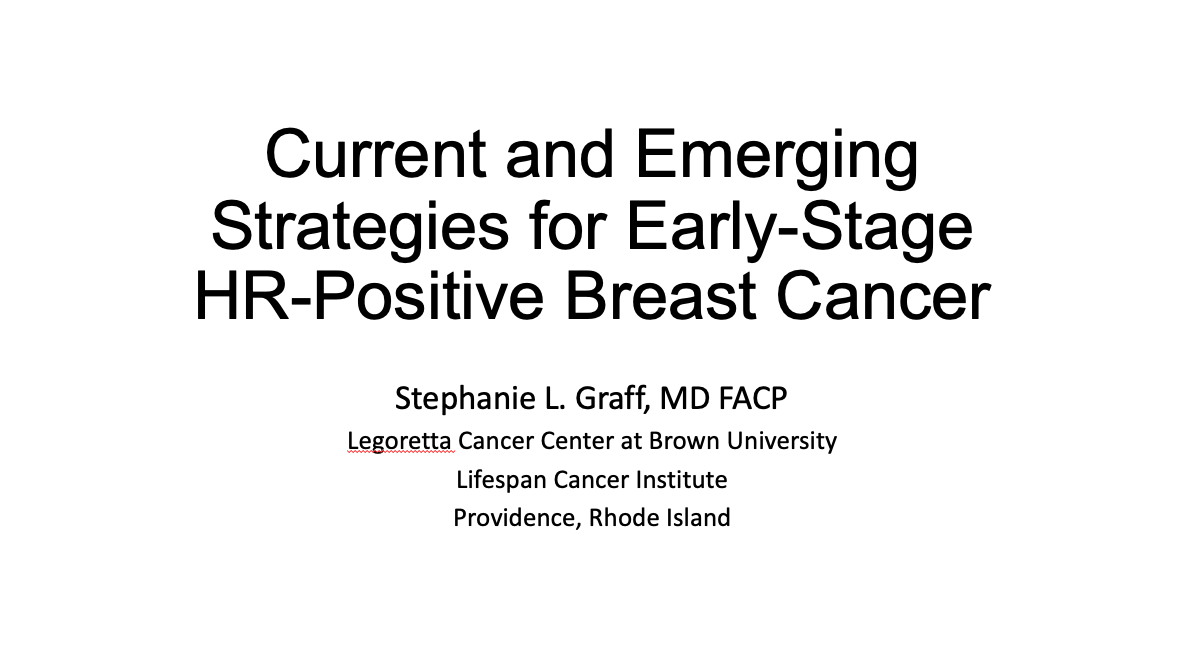 Current and Emerging
Strategies for Early-Stage
HR-Positive Breast Cancer
Stephanie L. Graff, MD FACP
Legoretta Cancer Center at Brown University
Lifespan Cancer Institute
Providence, Rhode Island